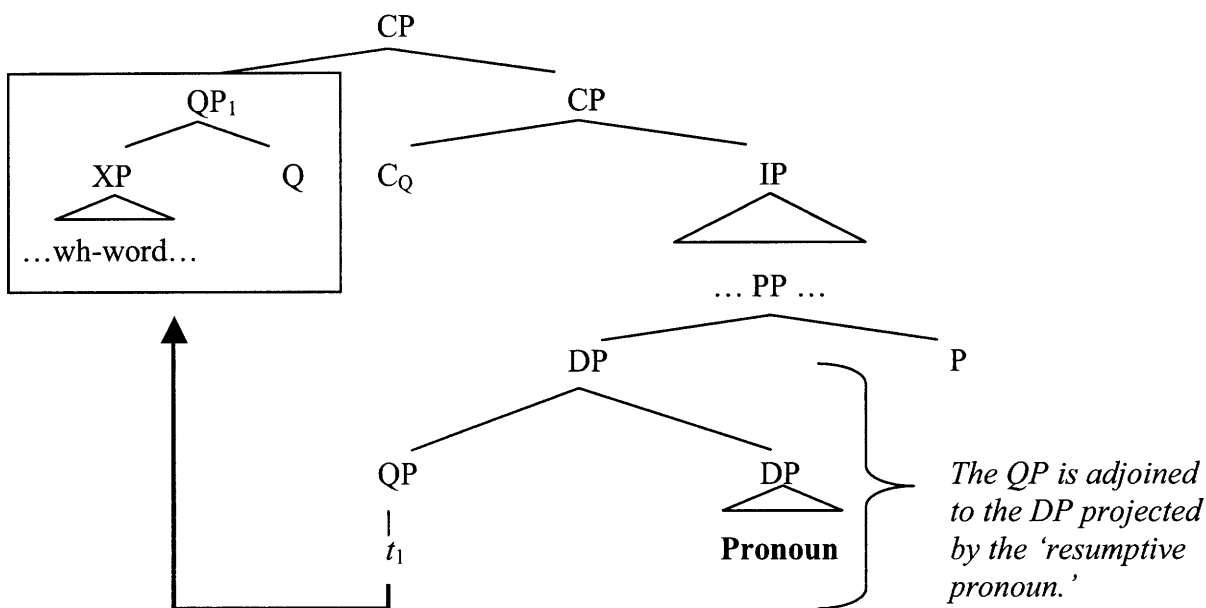 CP
QP₁ CP
XP Q C_Q IP
…wh-word…
… PP …
DP P
QP DP
t₁ Pronoun
The QP is adjoined
to the DP projected
by the ‘resumptive
pronoun.’